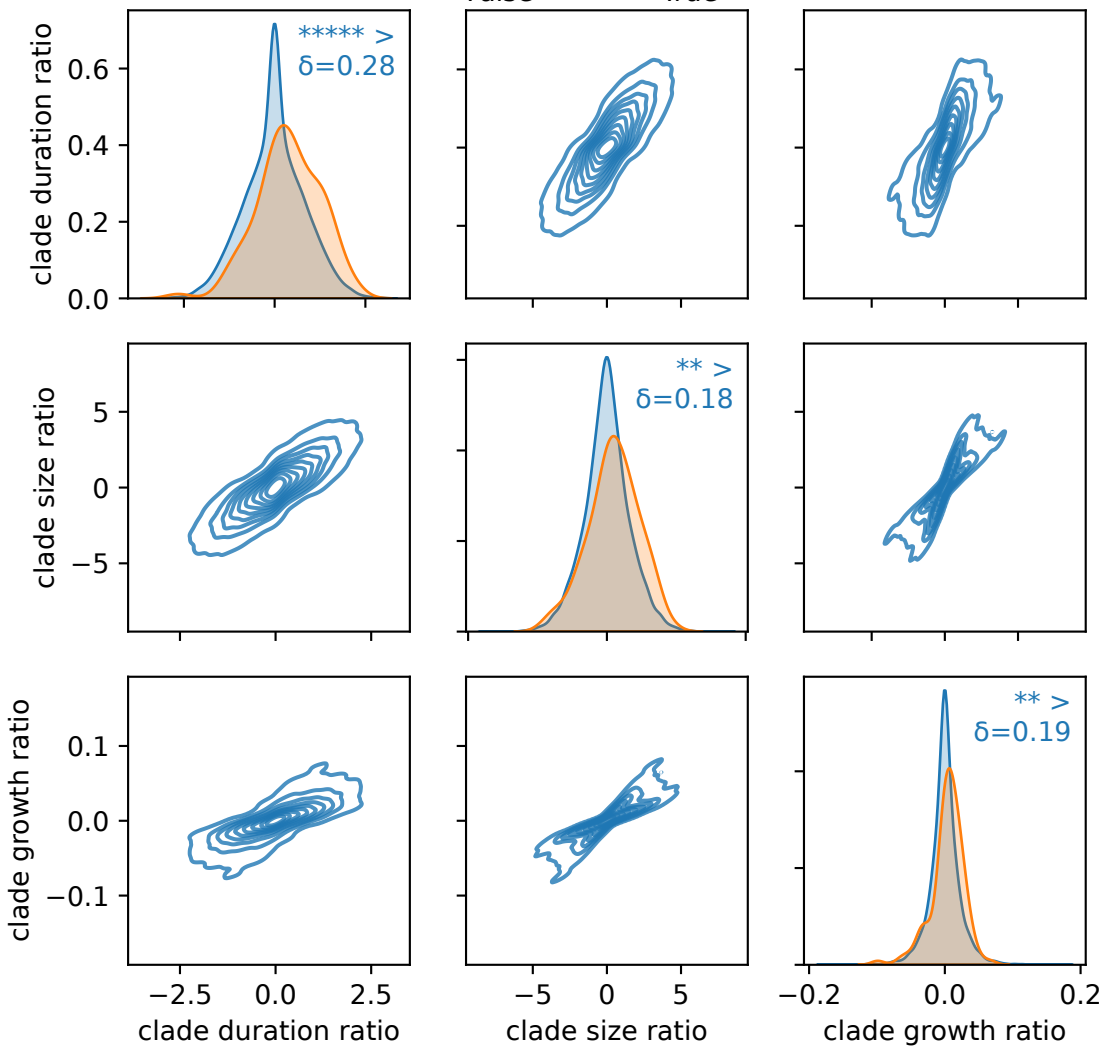 clade duration ratio
0.6
0.4
0.2
0.0
***** >
δ=0.28
clade size ratio
5
0
−5
** >
δ=0.18
clade growth ratio
0.1
0.0
−0.1
** >
δ=0.19
−2.5 0.0 2.5
−5 0 5
−0.2 0.0 0.2
clade duration ratio
clade size ratio
clade growth ratio